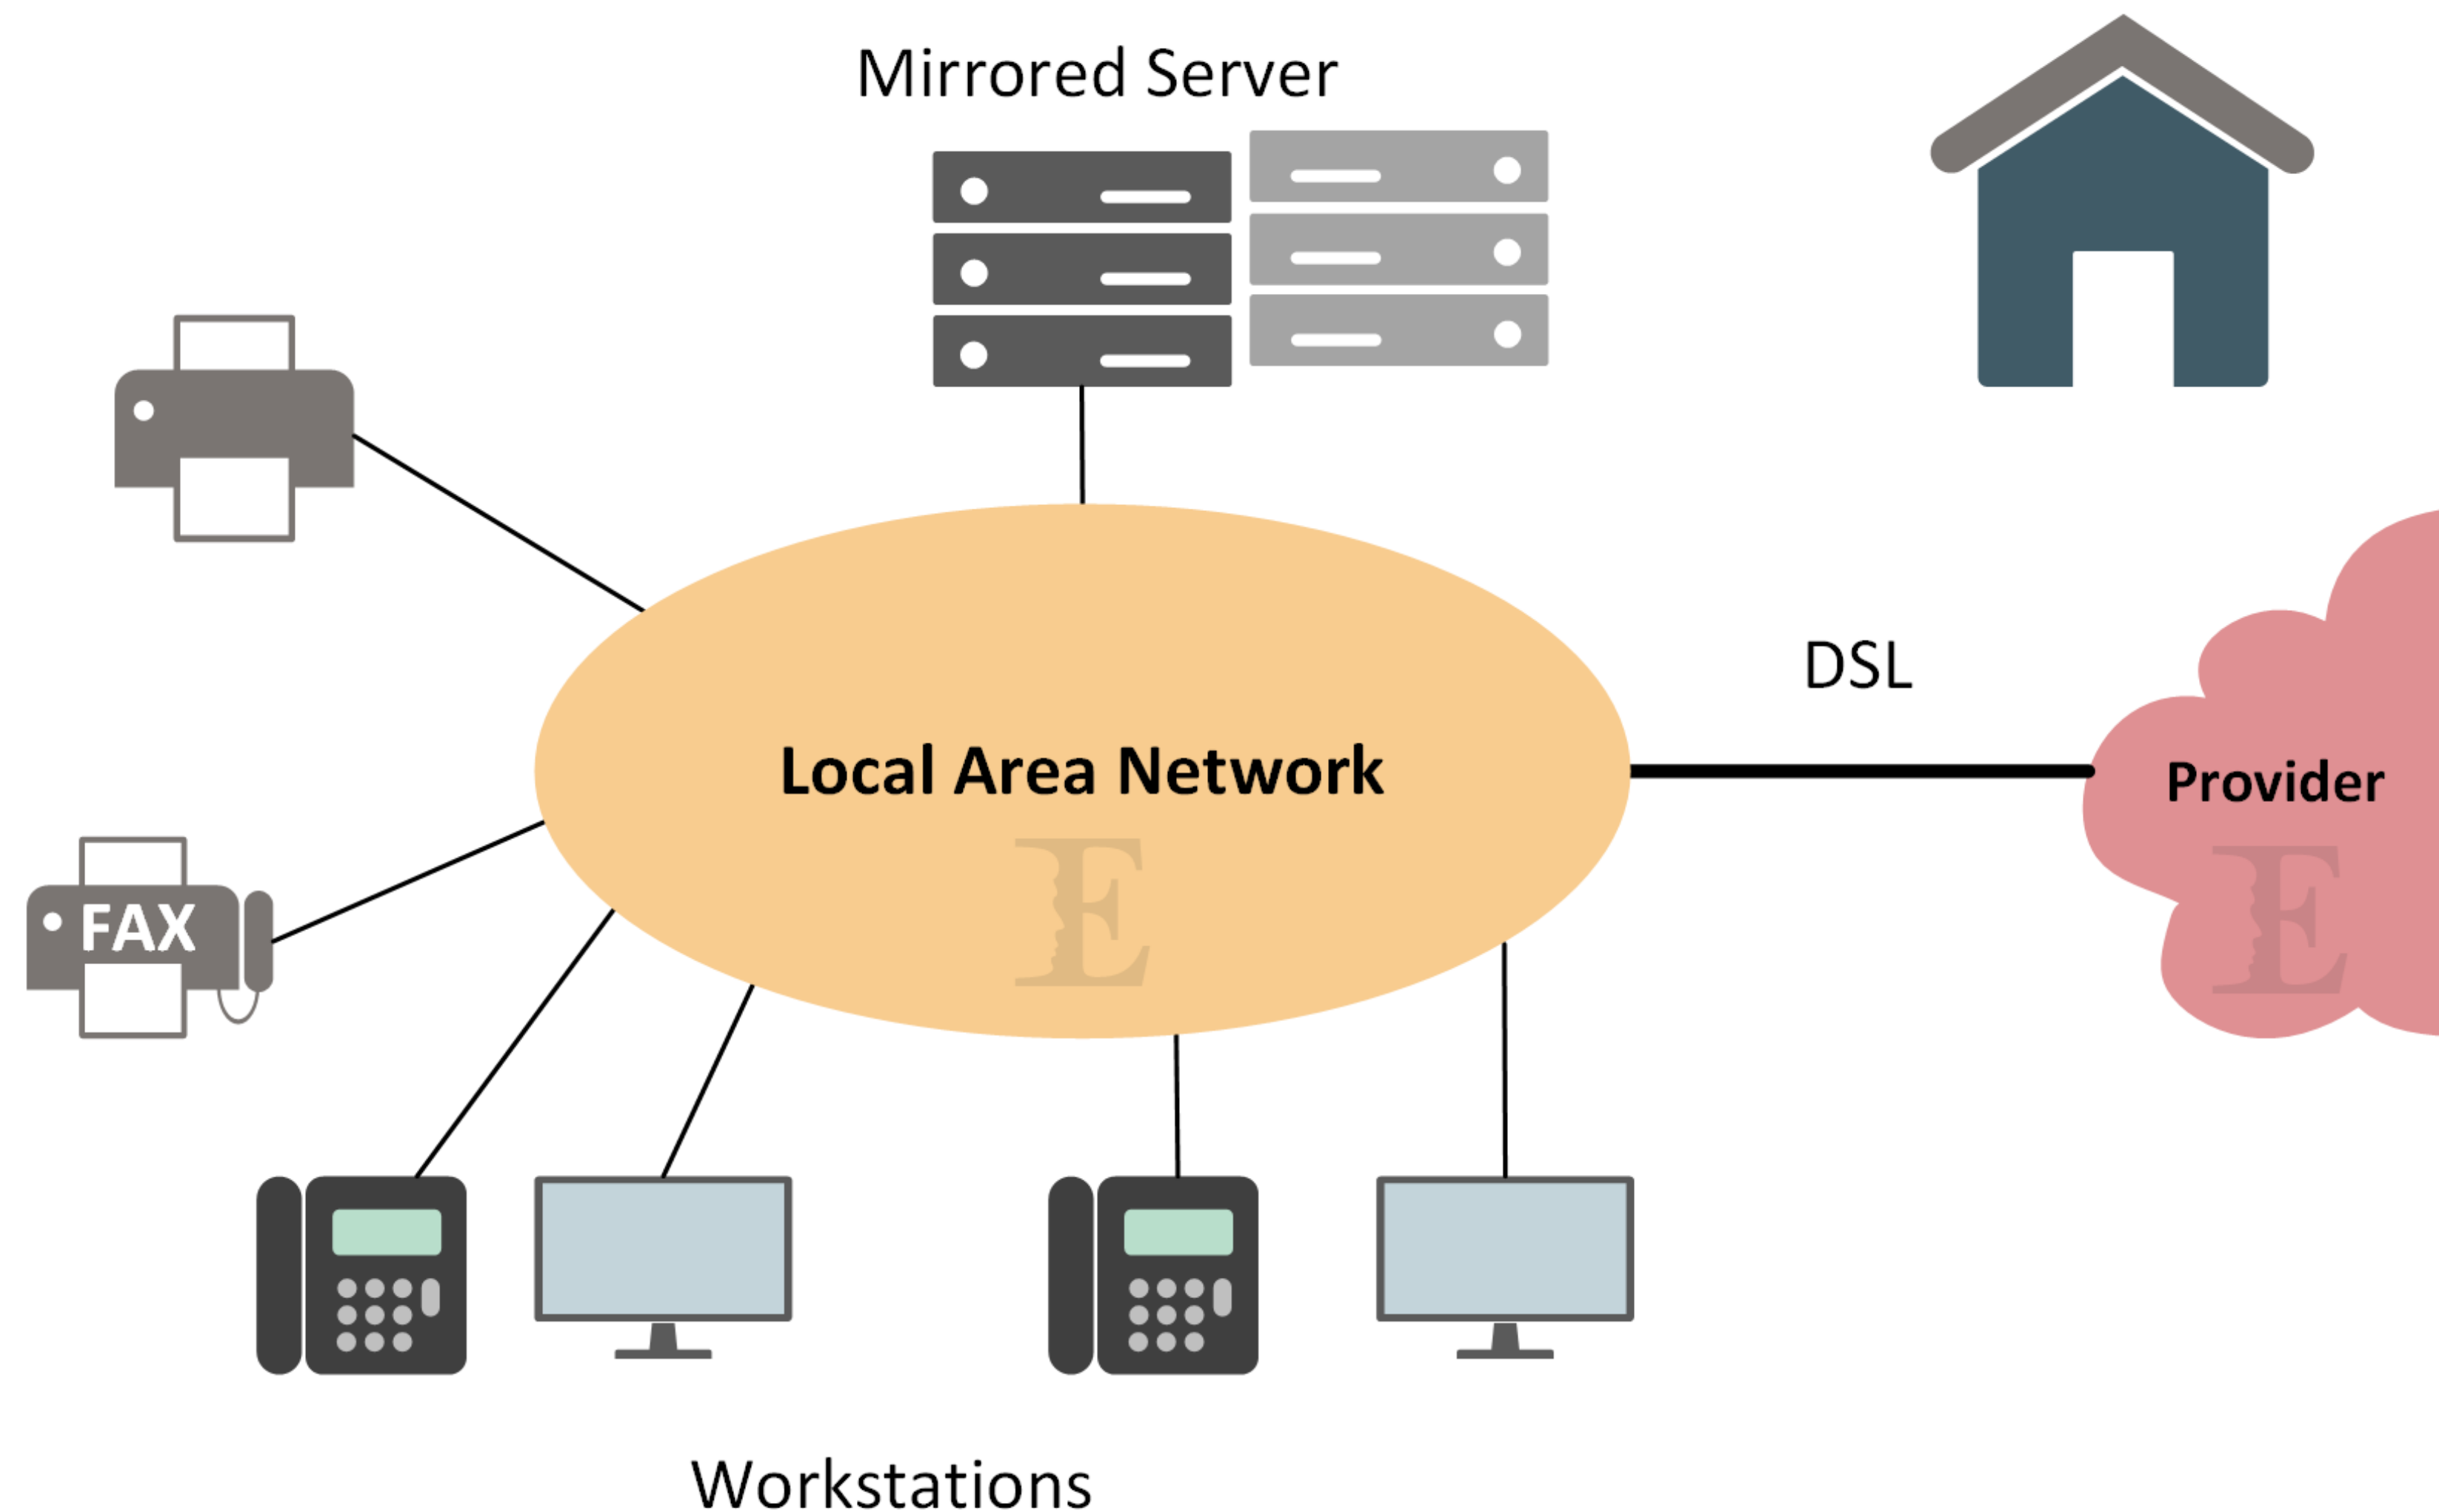 Mirrored Server
DSL
Local Area Network
Provider
E
E
FAX
Workstations